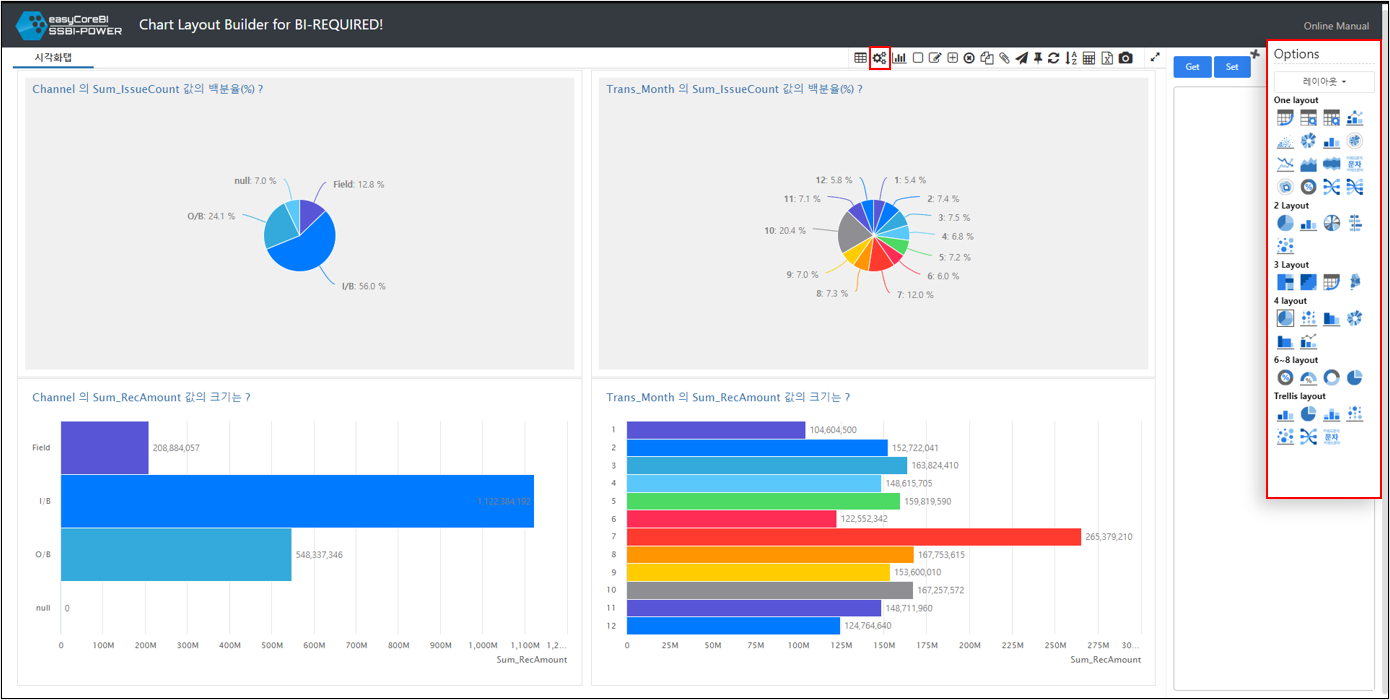 easyCoreBI
SSBI-POWER
Chart Layout Builder for BI-REQUIRED!
Online Manual
시각화탭
Get
Set
Options
레이아웃
One layout
문자
2 Layout
3 Layout
4 layout
6~8 layout
Trellis layout
문자
Channel 의 Sum_IssueCount 값의 백분율(%) ?
null: 7.0 %
Field: 12.8 %
O/B: 24.1 %
I/B: 56.0 %
Trans_Month 의 Sum_IssueCount 값의 백분율(%) ?
12: 5.8 %
1: 5.4 %
11: 7.1 %
2: 7.4 %
3: 7.5 %
10: 20.4 %
4: 6.8 %
5: 7.2 %
9: 7.0 %
6: 6.0 %
8: 7.3 %
7: 12.0 %
Channel 의 Sum_RecAmount 값의 크기는 ?
Field
208,884,057
I/B
1,122,384,192
O/B
548,337,346
null
0
0 100M 200M 300M 400M 500M 600M 700M 800M 900M 1,000M 1,100M 1,2...
Sum_RecAmount
Trans_Month 의 Sum_RecAmount 값의 크기는 ?
1 104,604,500
2 152,722,041
3 163,824,410
4 148,615,705
5 159,819,590
6 122,552,342
7 265,379,210
8 167,753,615
9 153,600,010
10 167,257,572
11 148,711,960
12 124,764,640
0 25M 50M 75M 100M 125M 150M 175M 200M 225M 250M 275M 30...
Sum_RecAmount